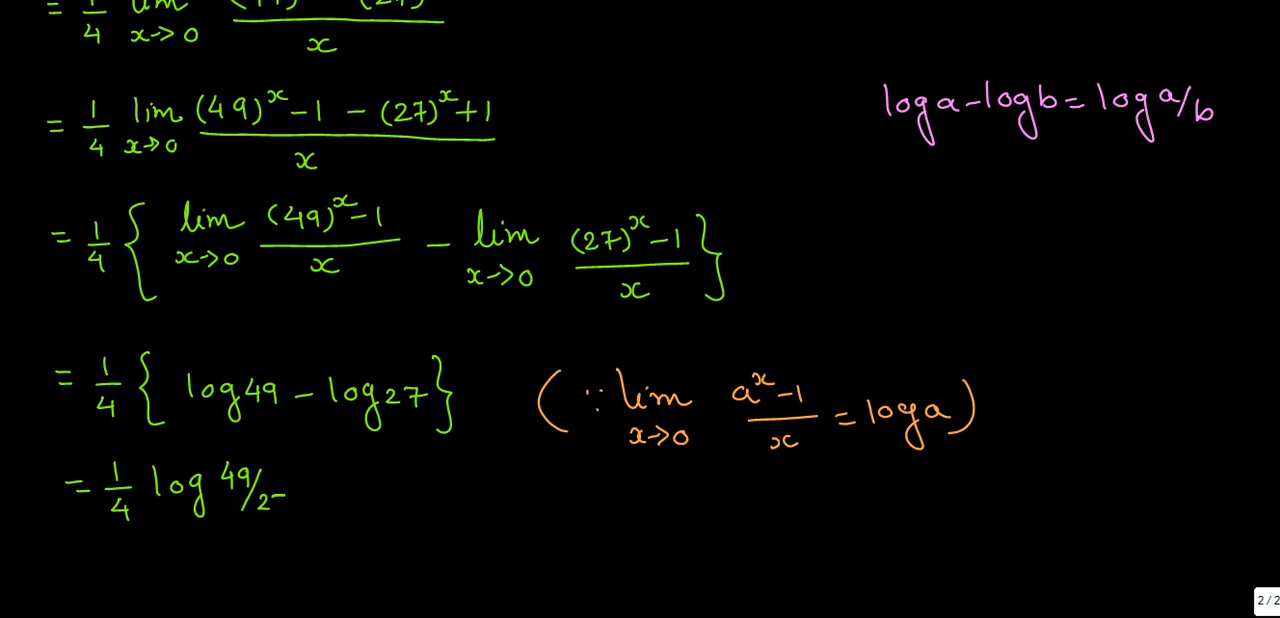 = 1/4 lim x→0 / x
= 1/4 lim x→0 ((49)^x - 1 - (27)^x + 1) / x
log a - log b = log a/b
= 1/4 { lim x→0 ((49)^x - 1) / x - lim x→0 ((27)^x - 1) / x }
= 1/4 { log 49 - log 27 } (∵ lim x→0 (a^x - 1) / x = log a)
= 1/4 log 49/2
2 / 2